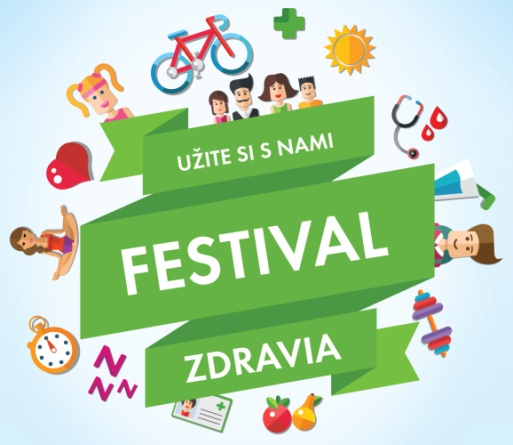 UŽITE SI S NAMI
FESTIVAL
ZDRAVIA
N
N N